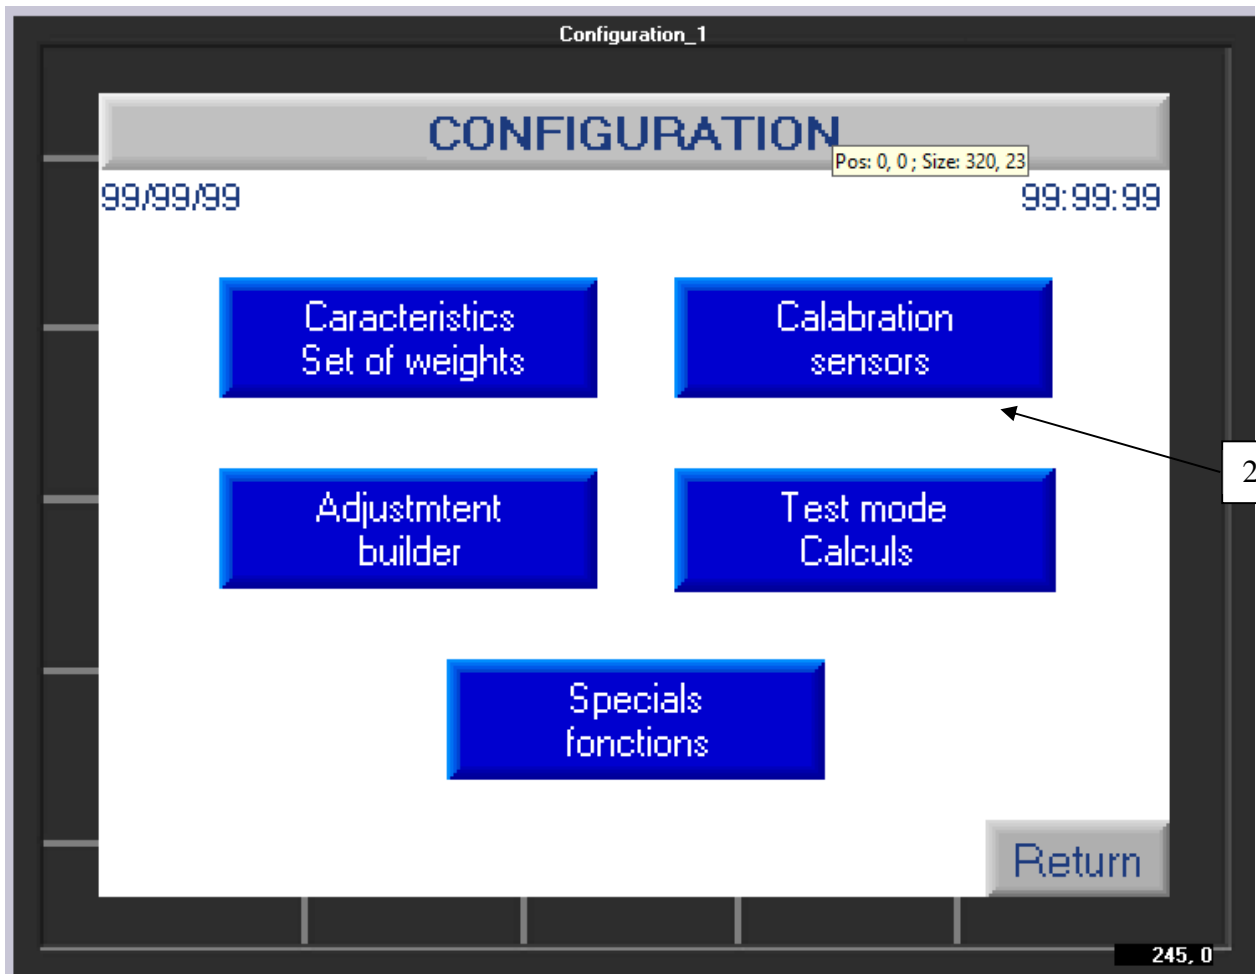 Configuration_1
CONFIGURATION
Pos: 0, 0 ; Size: 320, 23
99/99/99
99:99:99
Caracteristics
Set of weights
Calabration
sensors
2
Adjustmtent
builder
Test mode
Calculs
Specials
fonctions
Return
245, 0